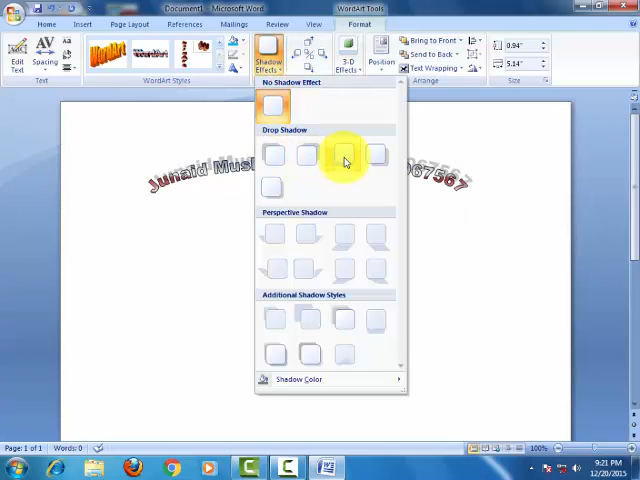 Document1 - Microsoft Word
WordArt Tools
Home
Insert
Page Layout
References
Mailings
Review
View
Format
Edit
Text
Spacing
Text
WordArt
WordArt
WordArt Styles
Shadow
Effects
3-D
Effects
Position
Bring to Front
Send to Back
Text Wrapping
Arrange
0.94"
5.14"
Size
No Shadow Effect
Drop Shadow
Perspective Shadow
Additional Shadow Styles
Shadow Color
Junaid
067567
Page: 1 of 1
Words: 0
100%
9:21 PM
12/20/2015